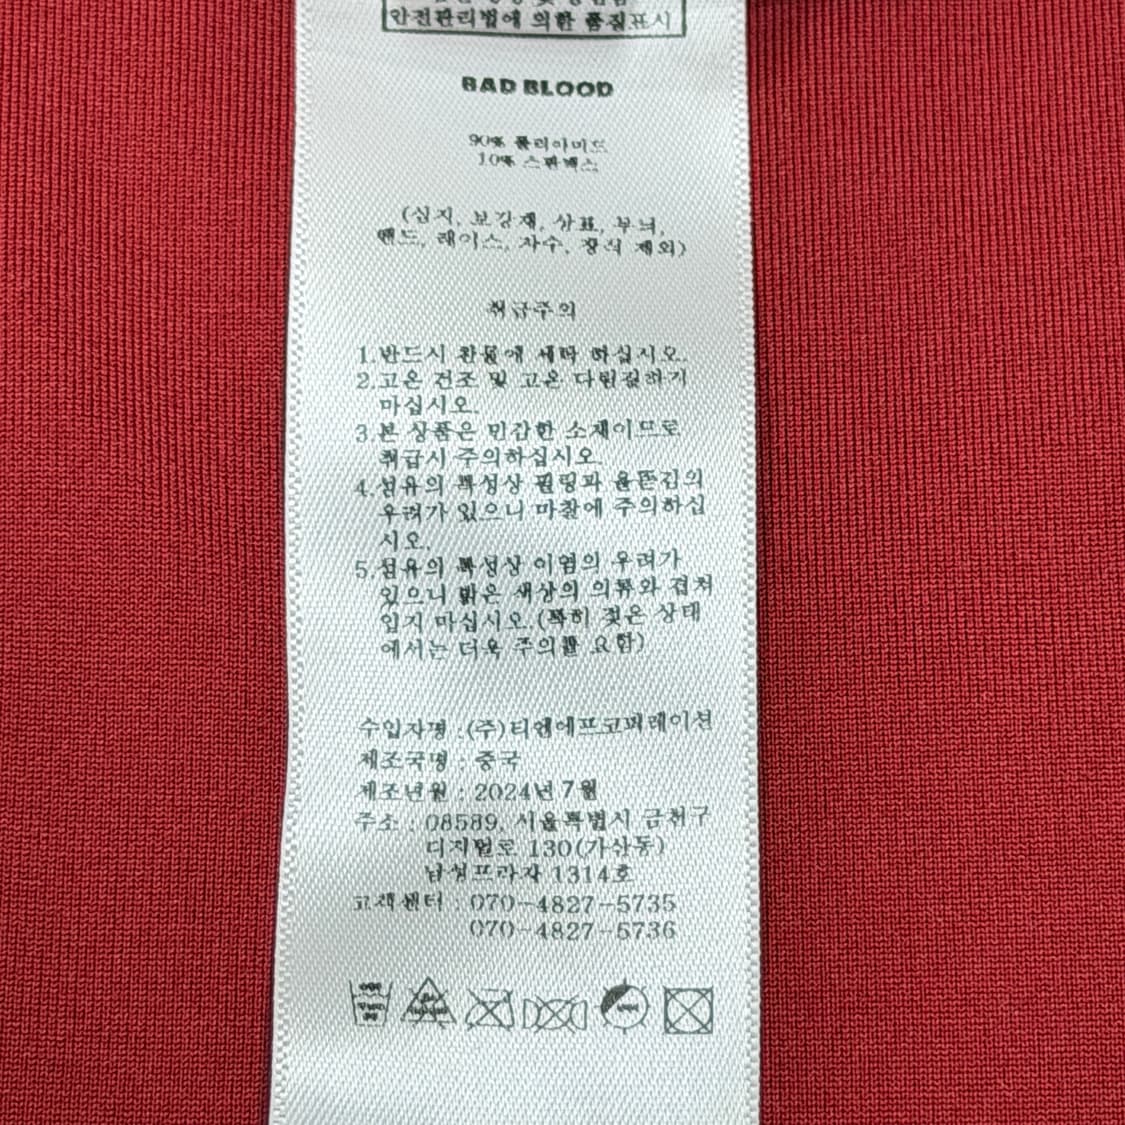 안전관리법에 의한 품질표시
BAD BLOOD
90% 폴리아미드
10% 스판덱스
(심지, 보강재, 상표, 부늬,
밴드, 레이스, 자수, 장식 제외)
취급주의
1.반드시 찬물에 세탁 하십시오.
2.고온 건조 및 고온 다림질하기
마십시오.
3.본 상품은 민감한 소재이므로
취급시 주의하십시오.
4.섬유의 특성상 필링과 올뜯김의
우려가 있으니 마찰에 주의하십
시오.
5.섬유의 특성상 이염의 우려가
있으니 밝은 색상의 의류와 겹쳐
입지 마십시오.(특히 젖은 상태
에서는 더욱 주의를 요함)
수입자명 :(주)티엔에프코퍼레이션
제조국명 : 중국
제조년월 : 2024년 7월
주소 : 08589, 서울특별시 금천구
디지털로 130(가산동)
남성프라자 1314호
고객센터 : 070-4827-5735
070-4827-5736